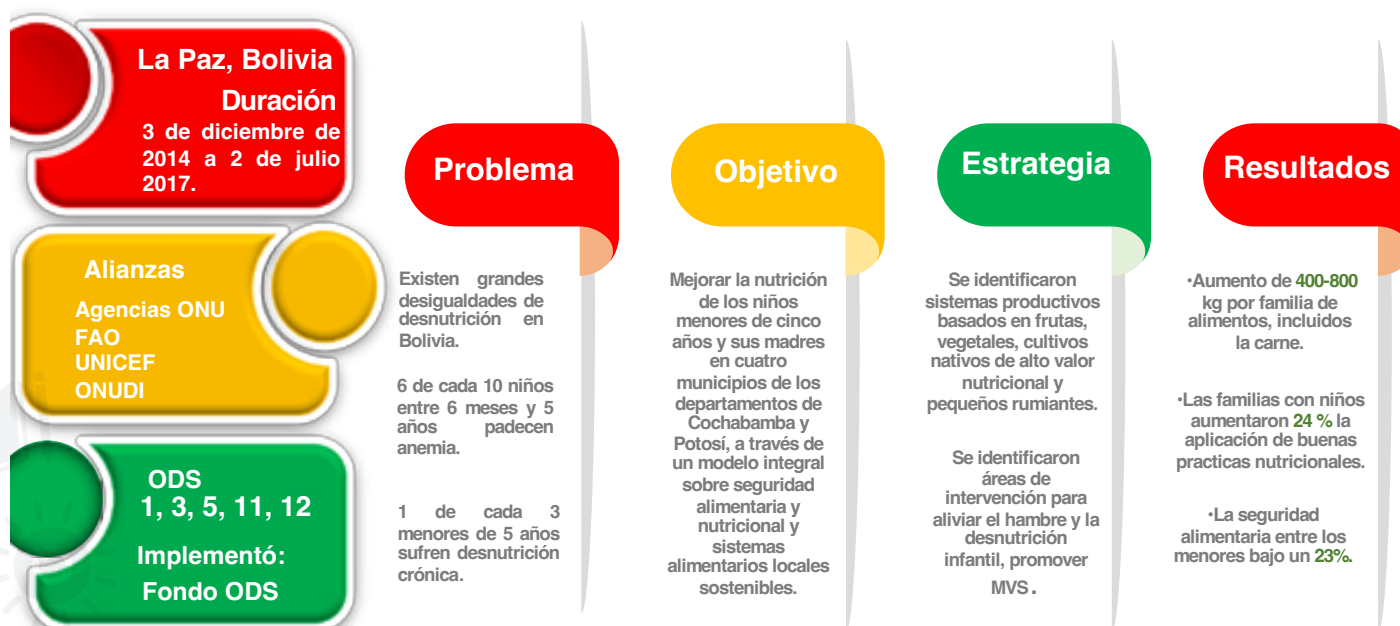 La Paz, Bolivia
Duración
3 de diciembre de
2014 a 2 de julio
2017.
Alianzas
Agencias ONU
FAO
UNICEF
ONUDI
ODS
1, 3, 5, 11, 12
Implementó:
Fondo ODS
Problema
Existen grandes
desigualdades de
desnutrición en
Bolivia.
6 de cada 10 niños
entre 6 meses y 5
años padecen
anemia.
1 de cada 3
menores de 5 años
sufren desnutrición
crónica.
Objetivo
Mejorar la nutrición
de los niños
menores de cinco
años y sus madres
en cuatro
municipios de los
departamentos de
Cochabamba y
Potosí, a través de
un modelo integral
sobre seguridad
alimentaria y
nutricional y
sistemas
alimentarios locales
sostenibles.
Estrategia
Se identificaron
sistemas productivos
basados en frutas,
vegetales, cultivos
nativos de alto valor
nutricional y
pequeños rumiantes.
Se identificaron
áreas de
intervención para
aliviar el hambre y la
desnutrición
infantil, promover
MVS.
Resultados
•Aumento de 400-800
kg por familia de
alimentos, incluidos
la carne.
•Las familias con niños
aumentaron 24 % la
aplicación de buenas
practicas nutricionales.
•La seguridad
alimentaria entre los
menores bajo un 23%.